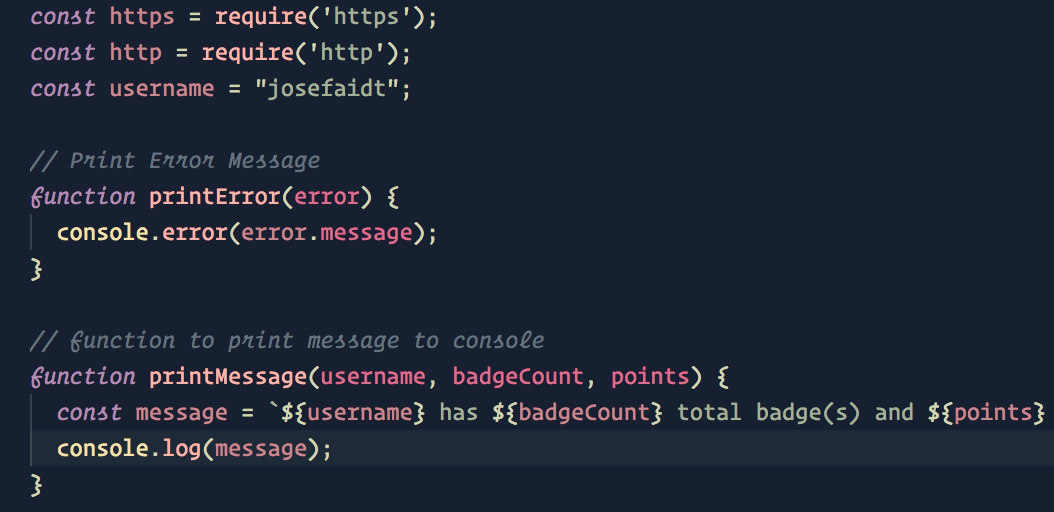 const https = require('https');
const http = require('http');
const username = "josefaidt";
// Print Error Message
function printError(error) {
console.error(error.message);
}
// function to print message to console
function printMessage(username, badgeCount, points) {
const message = `${username} has ${badgeCount} total badge(s) and ${points}
console.log(message);
}